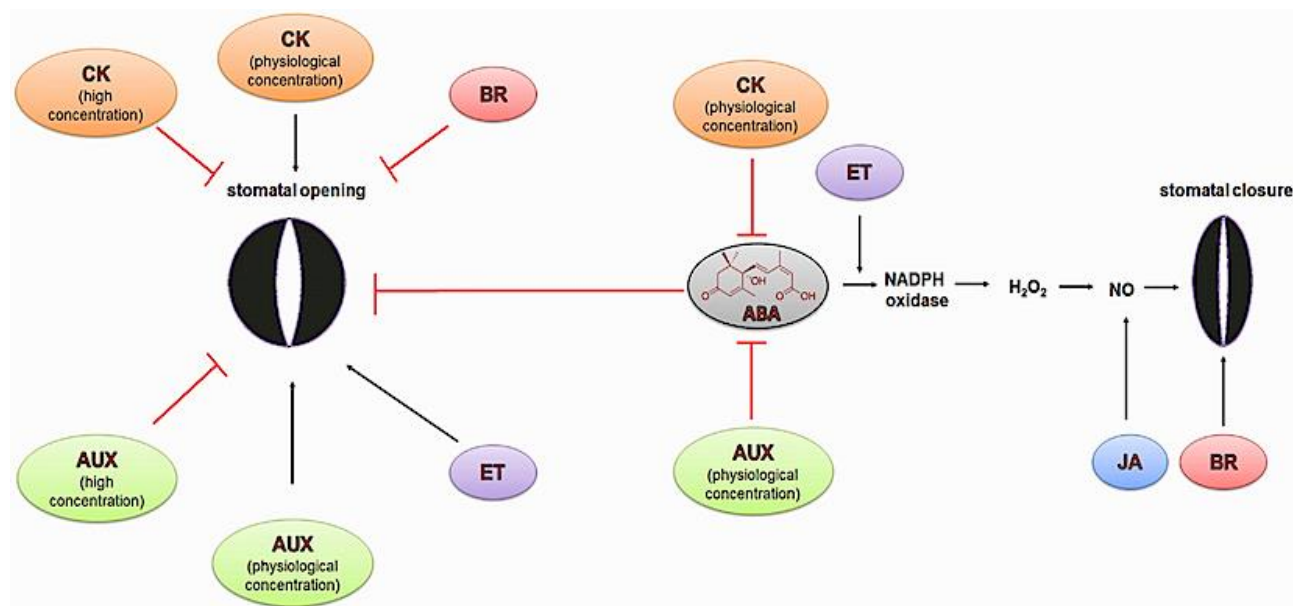 CK
(high
concentration)
CK
(physiological
concentration)
BR
stomatal opening
AUX
(high
concentration)
AUX
(physiological
concentration)
ET
CK
(physiological
concentration)
ET
O
OH
O
OH
ABA
AUX
(physiological
concentration)
NADPH
oxidase
H₂O₂
NO
stomatal closure
JA
BR